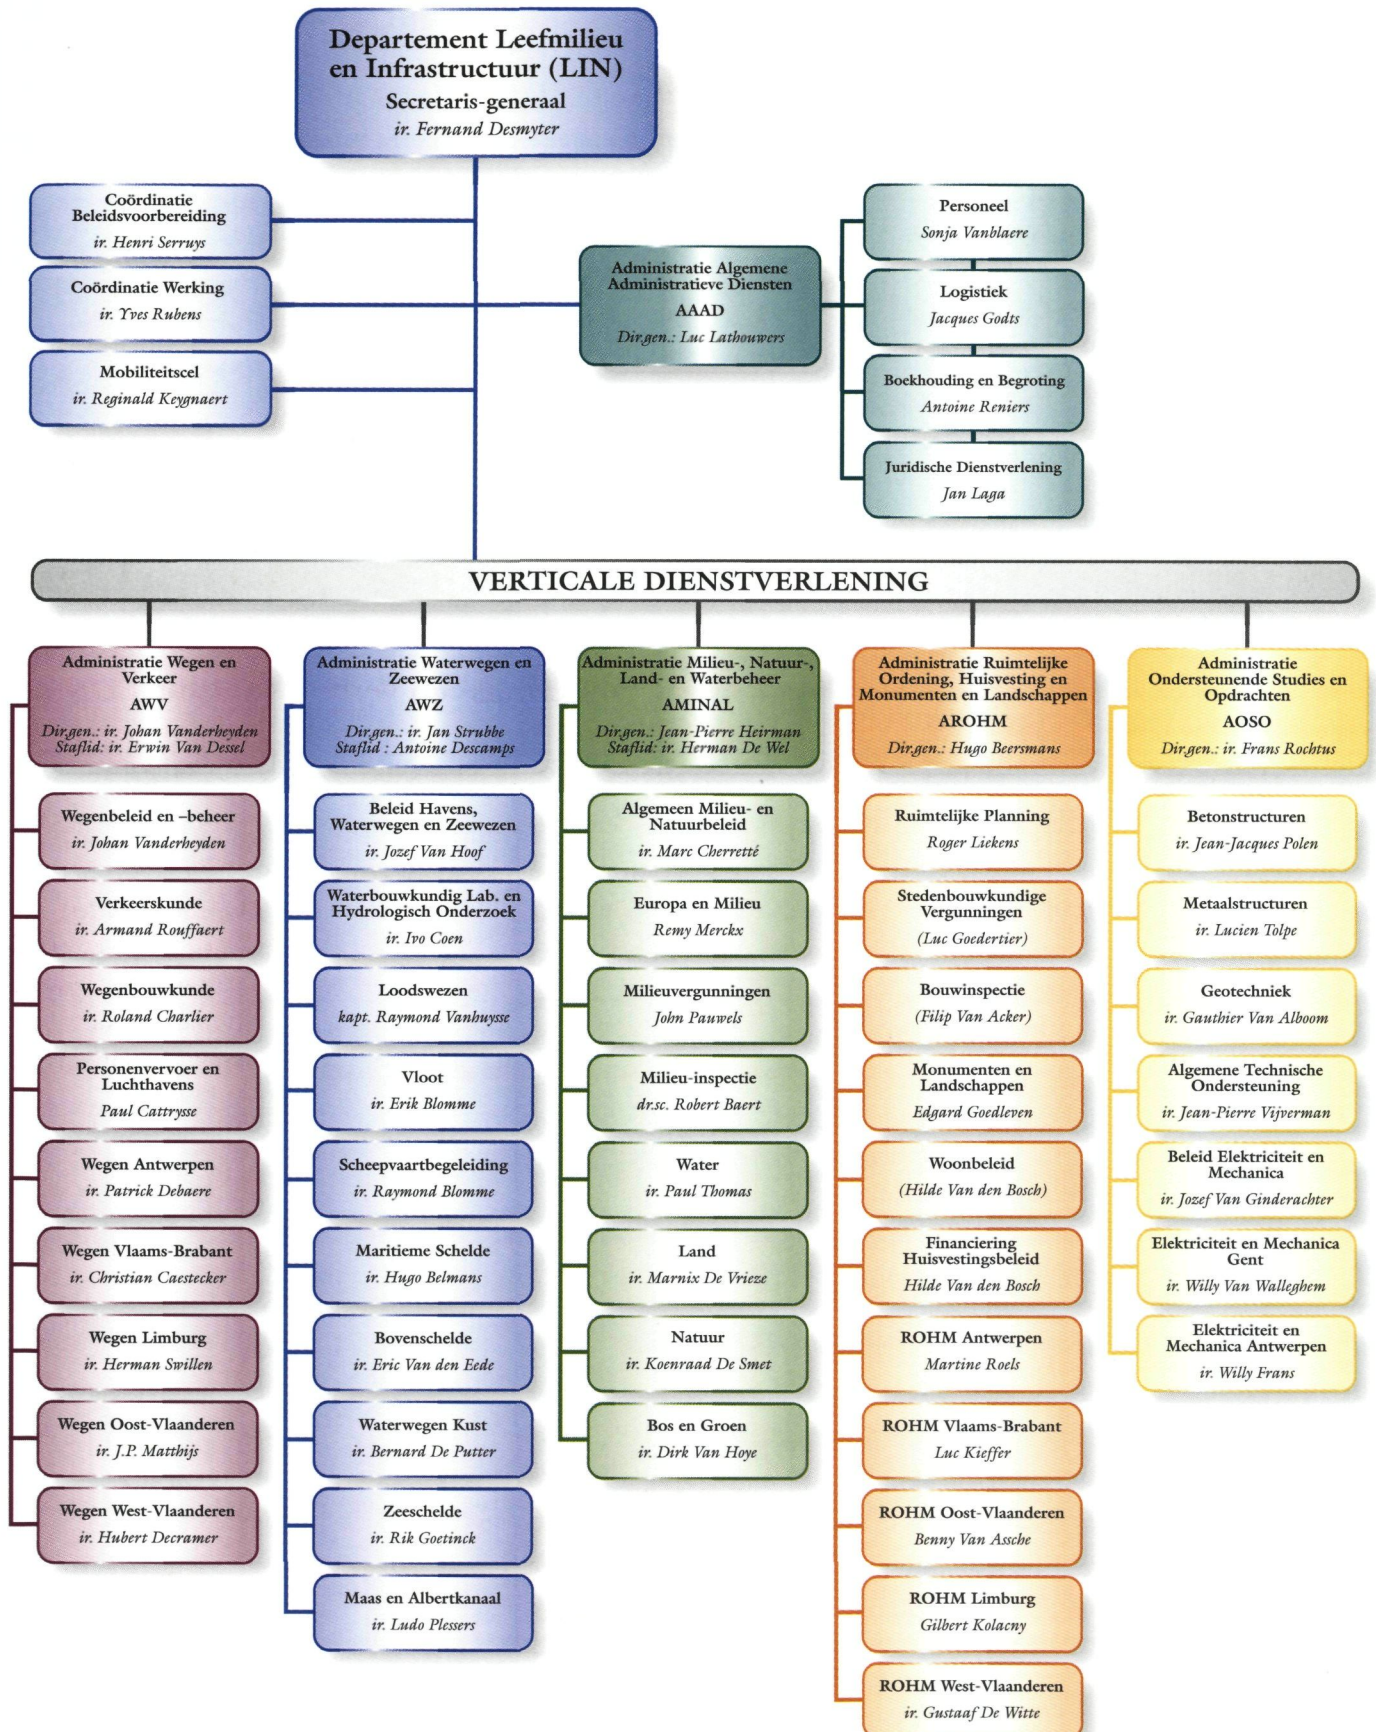 Departement Leefmilieu
en Infrastructuur (LIN)
Secretaris-generaal
ir. Fernand Desmyter
Coördinatie
Beleidsvoorbereiding
ir. Henri Serruys
Coördinatie Werking
ir. Yves Rubens
Mobiliteitscel
ir. Reginald Keygnaert
Administratie Algemene
Administratieve Diensten
AAAD
Dir.gen.: Luc Lathouwers
Personeel
Sonja Vanblaere
Logistiek
Jacques Godts
Boekhouding en Begroting
Antoine Reniers
Juridische Dienstverlening
Jan Laga
VERTICALE DIENSTVERLENING
Administratie Wegen en
Verkeer
AWV
Dir.gen.: ir. Johan Vanderheyden
Staflid: ir. Erwin Van Dessel
Wegenbeleid en –beheer
ir. Johan Vanderheyden
Verkeerskunde
ir. Armand Rouffaert
Wegenbouwkunde
ir. Roland Charlier
Personenvervoer en
Luchthavens
Paul Cattrysse
Wegen Antwerpen
ir. Patrick Debaere
Wegen Vlaams-Brabant
ir. Christian Caestecker
Wegen Limburg
ir. Herman Swillen
Wegen Oost-Vlaanderen
ir. J.P. Matthijs
Wegen West-Vlaanderen
ir. Hubert Decramer
Administratie Waterwegen en
Zeewezen
AWZ
Dir.gen.: ir. Jan Strubbe
Staflid : Antoine Descamps
Beleid Havens,
Waterwegen en Zeewezen
ir. Jozef Van Hoof
Waterbouwkundig Lab. en
Hydrologisch Onderzoek
ir. Ivo Coen
Loodswezen
kapt. Raymond Vanhuysse
Vloot
ir. Erik Blomme
Scheepvaartbegeleiding
ir. Raymond Blomme
Maritieme Schelde
ir. Hugo Belmans
Bovenschelde
ir. Eric Van den Eede
Waterwegen Kust
ir. Bernard De Putter
Zeeschelde
ir. Rik Goetinck
Maas en Albertkanaal
ir. Ludo Plessers
Administratie Milieu-, Natuur-,
Land- en Waterbeheer
AMINAL
Dir.gen.: Jean-Pierre Heirman
Staflid: ir. Herman De Wel
Algemeen Milieu- en
Natuurbeleid
ir. Marc Cherretté
Europa en Milieu
Remy Merckx
Milieuvergunningen
John Pauwels
Milieu-inspectie
dr.sc. Robert Baert
Water
ir. Paul Thomas
Land
ir. Marnix De Vrieze
Natuur
ir. Koenraad De Smet
Bos en Groen
ir. Dirk Van Hoye
Administratie Ruimtelijke
Ordening, Huisvesting en
Monumenten en Landschappen
AROHM
Dir.gen.: Hugo Beersmans
Ruimtelijke Planning
Roger Liekens
Stedenbouwkundige
Vergunningen
(Luc Goedertier)
Bouwinspectie
(Filip Van Acker)
Monumenten en
Landschappen
Edgard Goedleven
Woonbeleid
(Hilde Van den Bosch)
Financiering
Huisvestingsbeleid
Hilde Van den Bosch
ROHM Antwerpen
Martine Roels
ROHM Vlaams-Brabant
Luc Kieffer
ROHM Oost-Vlaanderen
Benny Van Assche
ROHM Limburg
Gilbert Kolacny
ROHM West-Vlaanderen
ir. Gustaaf De Witte
Administratie
Ondersteunende Studies en
Opdrachten
AOSO
Dir.gen.: ir. Frans Rochtus
Betonstructuren
ir. Jean-Jacques Polen
Metaalstructuren
ir. Lucien Tolpe
Geotechniek
ir. Gauthier Van Alboom
Algemene Technische
Ondersteuning
ir. Jean-Pierre Vijverman
Beleid Elektriciteit en
Mechanica
ir. Jozef Van Ginderachter
Elektriciteit en Mechanica
Gent
ir. Willy Van Walleghem
Elektriciteit en
Mechanica Antwerpen
ir. Willy Frans